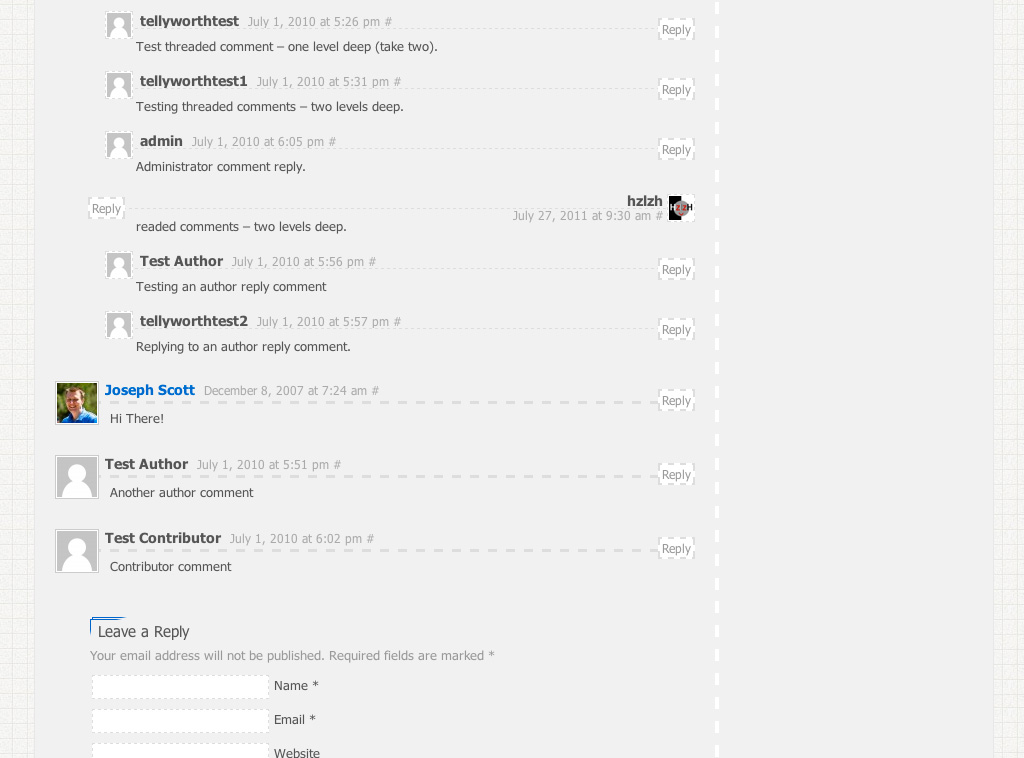 tellyworthtest July 1, 2010 at 5:26 pm #
Reply
Test threaded comment – one level deep (take two).
tellyworthtest1 July 1, 2010 at 5:31 pm #
Reply
Testing threaded comments – two levels deep.
admin July 1, 2010 at 6:05 pm #
Reply
Administrator comment reply.
hzlzh
HzlzH
Reply
July 27, 2011 at 9:30 am #
readed comments – two levels deep.
Test Author July 1, 2010 at 5:56 pm #
Reply
Testing an author reply comment
tellyworthtest2 July 1, 2010 at 5:57 pm #
Reply
Replying to an author reply comment.
Joseph Scott December 8, 2007 at 7:24 am #
Reply
Hi There!
Test Author July 1, 2010 at 5:51 pm #
Reply
Another author comment
Test Contributor July 1, 2010 at 6:02 pm #
Reply
Contributor comment
Leave a Reply
Your email address will not be published. Required fields are marked *
Name *
Email *
Website